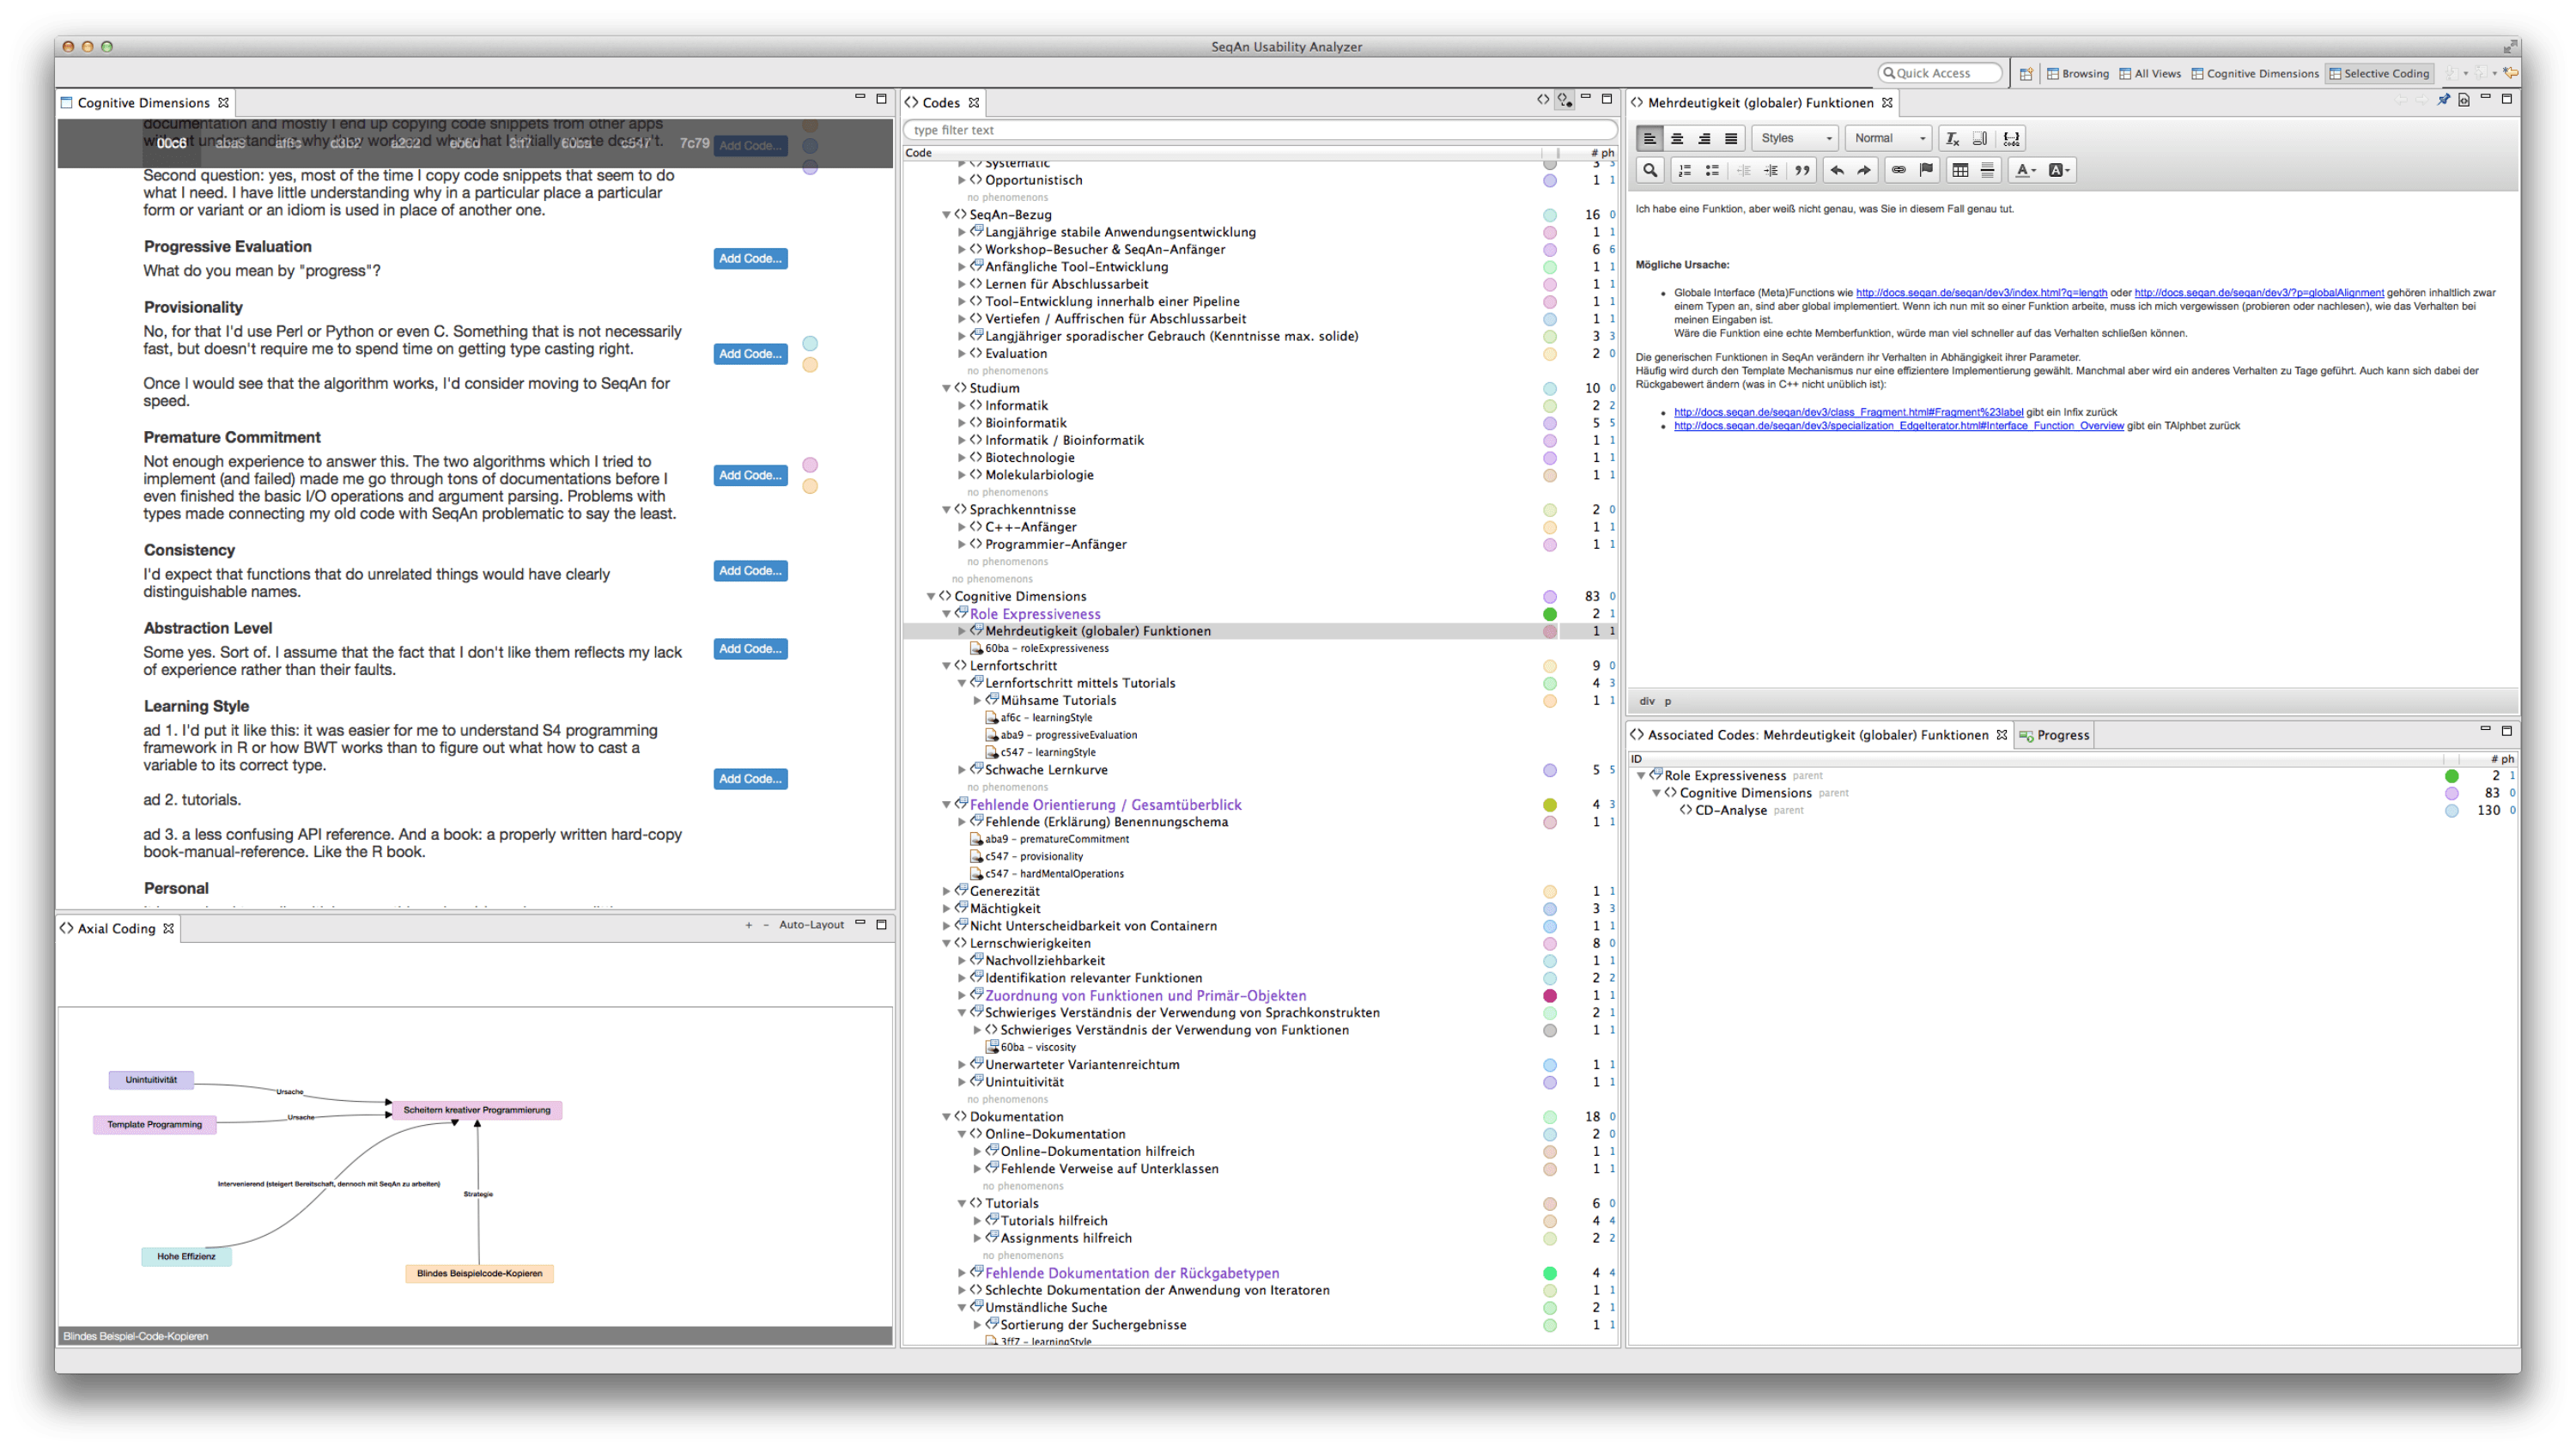 SeqAn Usability Analyzer
Quick Access
Browsing
All Views
Cognitive Dimensions
Selective Coding
Cognitive Dimensions
documentation and mostly I end up copying code snippets from other apps
00c6
7c79
Add Code...
Second question: yes, most of the time I copy code snippets that seem to do
what I need. I have little understanding why in a particular place a particular
form or variant or an idiom is used in place of another one.
Progressive Evaluation
What do you mean by "progress"?
Add Code...
Provisionality
No, for that I'd use Perl or Python or even C. Something that is not necessarily
fast, but doesn't require me to spend time on getting type casting right.
Add Code...
Once I would see that the algorithm works, I'd consider moving to SeqAn for
speed.
Premature Commitment
Not enough experience to answer this. The two algorithms which I tried to
implement (and failed) made me go through tons of documentations before I
even finished the basic I/O operations and argument parsing. Problems with
types made connecting my old code with SeqAn problematic to say the least.
Add Code...
Consistency
I'd expect that functions that do unrelated things would have clearly
distinguishable names.
Add Code...
Abstraction Level
Some yes. Sort of. I assume that the fact that I don't like them reflects my lack
of experience rather than their faults.
Add Code...
Learning Style
ad 1. I'd put it like this: it was easier for me to understand S4 programming
framework in R or how BWT works than to figure out what how to cast a
variable to its correct type.
Add Code...
ad 2. tutorials.
ad 3. a less confusing API reference. And a book: a properly written hard-copy
book-manual-reference. Like the R book.
Personal
Axial Coding
+ - Auto-Layout
Unintuitivität
Ursache
Template Programming
Ursache
Scheitern kreativer Programmierung
Intervenierend (steigert Bereitschaft, dennoch mit SeqAn zu arbeiten)
Strategie
Hohe Effizienz
Blindes Beispielcode-Kopieren
Blindes Beispiel-Code-Kopieren
Codes
type filter text
Code # ph
Systematic 3 3
Opportunistisch 1 1
no phenomenons
SeqAn-Bezug 16 0
Langjährige stabile Anwendungsentwicklung 1 1
Workshop-Besucher & SeqAn-Anfänger 6 6
Anfängliche Tool-Entwicklung 1 1
Lernen für Abschlussarbeit 1 1
Tool-Entwicklung innerhalb einer Pipeline 1 1
Vertiefen / Auffrischen für Abschlussarbeit 1 1
Langjähriger sporadischer Gebrauch (Kenntnisse max. solide) 3 3
Evaluation 2 0
no phenomenons
Studium 10 0
Informatik 2 2
Bioinformatik 5 5
Informatik / Bioinformatik 1 1
Biotechnologie 1 1
Molekularbiologie 1 1
no phenomenons
Sprachkenntnisse 2 0
C++-Anfänger 1 1
Programmier-Anfänger 1 1
no phenomenons
no phenomenons
Cognitive Dimensions 83 0
Role Expressiveness 2 1
Mehrdeutigkeit (globaler) Funktionen 1 1
60ba - roleExpressiveness
Lernfortschritt 9 0
Lernfortschritt mittels Tutorials 4 3
Mühsame Tutorials 1 1
af6c - learningStyle
aba9 - progressiveEvaluation
c547 - learningStyle
Schwache Lernkurve 5 5
no phenomenons
Fehlende Orientierung / Gesamtüberblick 4 3
Fehlende (Erklärung) Benennungschema 1 1
aba9 - prematureCommitment
c547 - provisionality
c547 - hardMentalOperations
Generezität 1 1
Mächtigkeit 3 3
Nicht Unterscheidbarkeit von Containern 1 1
Lernschwierigkeiten 8 0
Nachvollziehbarkeit 1 1
Identifikation relevanter Funktionen 2 2
Zuordnung von Funktionen und Primär-Objekten 1 1
Schwieriges Verständnis der Verwendung von Sprachkonstrukten 2 1
Schwieriges Verständnis der Verwendung von Funktionen 1 1
60ba - viscosity
Unerwarteter Variantenreichtum 1 1
Unintuitivität 1 1
no phenomenons
Dokumentation 18 0
Online-Dokumentation 2 0
Online-Dokumentation hilfreich 1 1
Fehlende Verweise auf Unterklassen 1 1
no phenomenons
Tutorials 6 0
Tutorials hilfreich 4 4
Assignments hilfreich 2 2
no phenomenons
Fehlende Dokumentation der Rückgabetypen 4 4
Schlechte Dokumentation der Anwendung von Iteratoren 1 1
Umständliche Suche 2 1
Sortierung der Suchergebnisse 1 1
3ff7 - learningStyle
Mehrdeutigkeit (globaler) Funktionen
Styles
Normal
Ich habe eine Funktion, aber weiß nicht genau, was Sie in diesem Fall genau tut.
Mögliche Ursache:
Globale Interface (Meta)Functions wie http://docs.seqan.de/seqan/dev3/index.html?q=length oder http://docs.seqan.de/seqan/dev3/?p=globalAlignment gehören inhaltlich zwar
einem Typen an, sind aber global implementiert. Wenn ich nun mit so einer Funktion arbeite, muss ich mich vergewissen (probieren oder nachlesen), wie das Verhalten bei
meinen Eingaben ist.
Wäre die Funktion eine echte Memberfunktion, würde man viel schneller auf das Verhalten schließen können.
Die generischen Funktionen in SeqAn verändern ihr Verhalten in Abhängigkeit ihrer Parameter.
Häufig wird durch den Template Mechanismus nur eine effizientere Implementierung gewählt. Manchmal aber wird ein anderes Verhalten zu Tage geführt. Auch kann sich dabei der
Rückgabewert ändern (was in C++ nicht unüblich ist):
http://docs.seqan.de/seqan/dev3/class_Fragment.html#Fragment%23label gibt ein Infix zurück
http://docs.seqan.de/seqan/dev3/specialization_EdgeIterator.html#Interface_Function_Overview gibt ein TAlphbet zurück
div p
Associated Codes: Mehrdeutigkeit (globaler) Funktionen
Progress
ID # ph
Role Expressiveness parent 2 1
Cognitive Dimensions parent 83 0
CD-Analyse parent 130 0